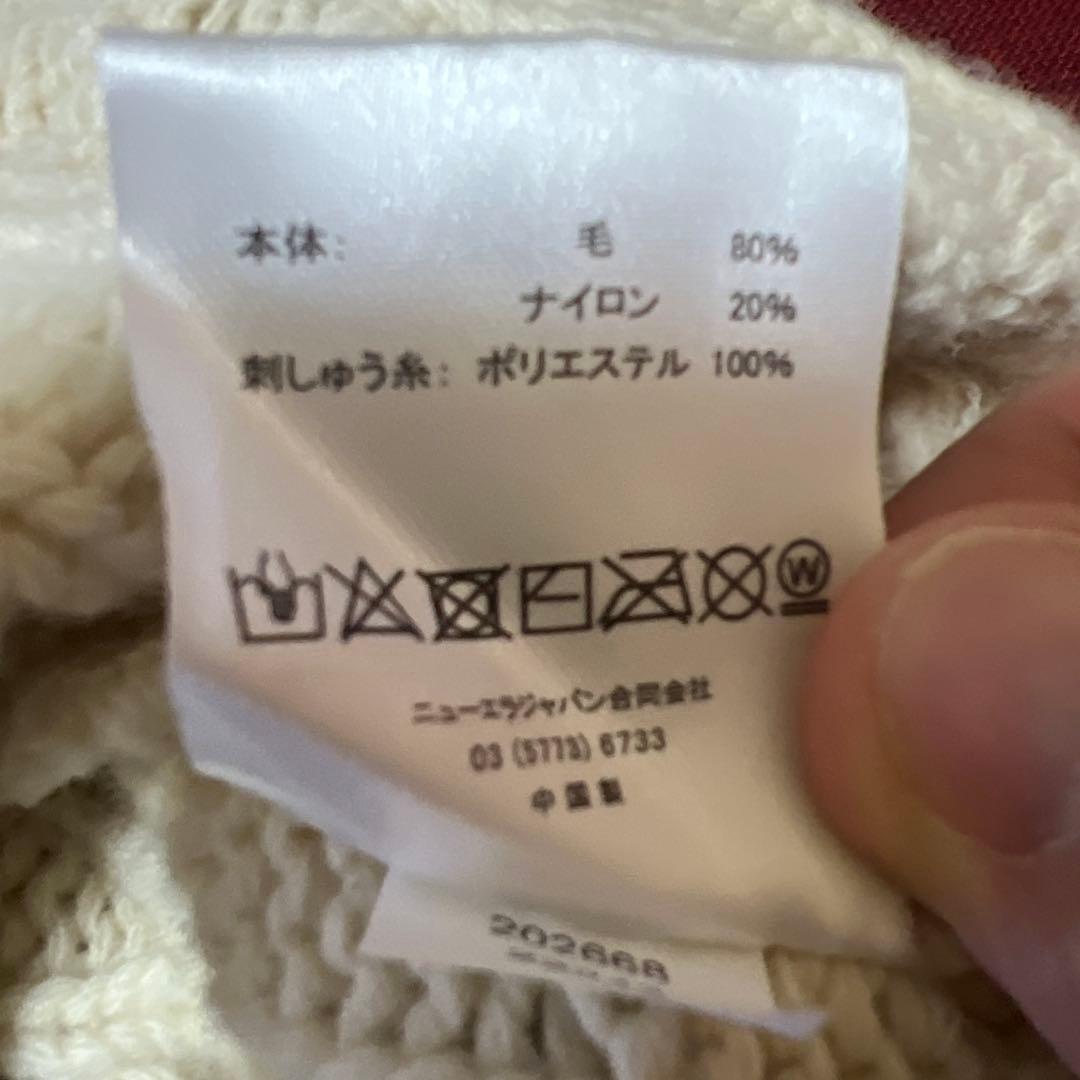 本体: 毛 80%
ナイロン 20%
刺しゅう糸: ポリエステル 100%
W
ニューエラジャパン合同会社
03 (5773) 6733
中国製
202668